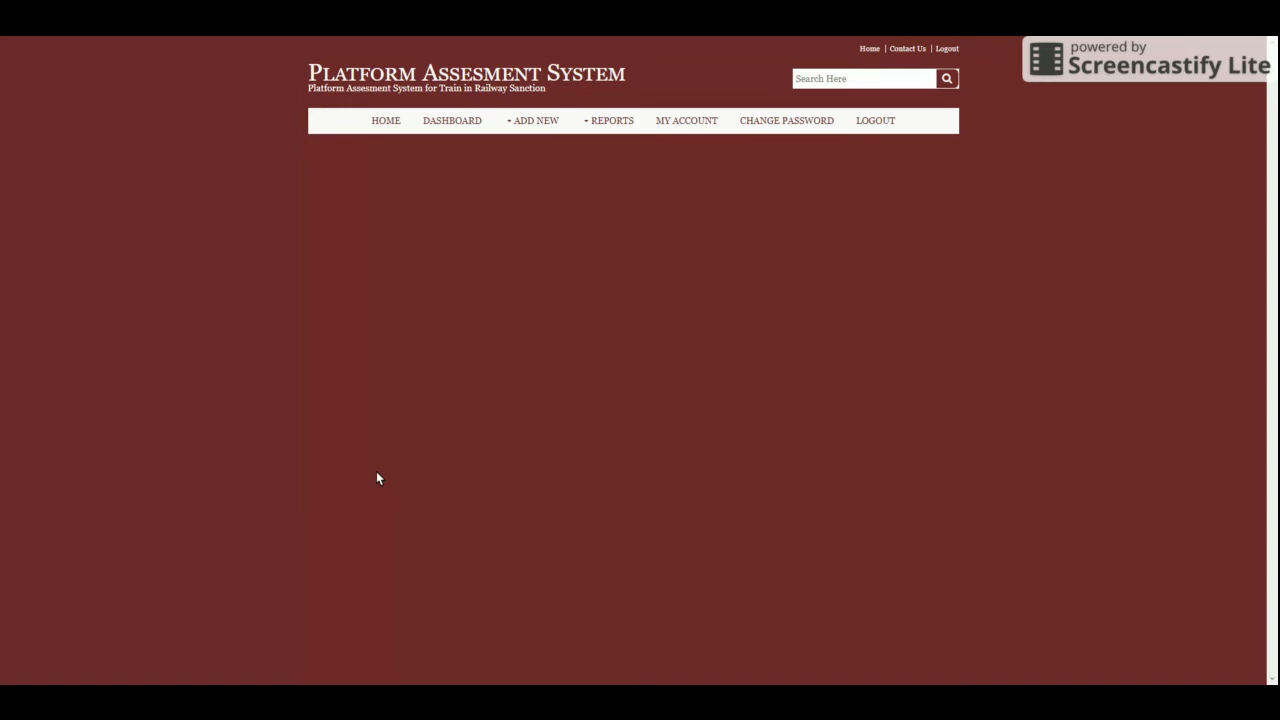 Home | Contact Us | Logout
powered by
Screencastify Lite
Platform Assesment System
Platform Assesment System for Train in Railway Sanction
Search Here
HOME DASHBOARD ADD NEW REPORTS MY ACCOUNT CHANGE PASSWORD LOGOUT